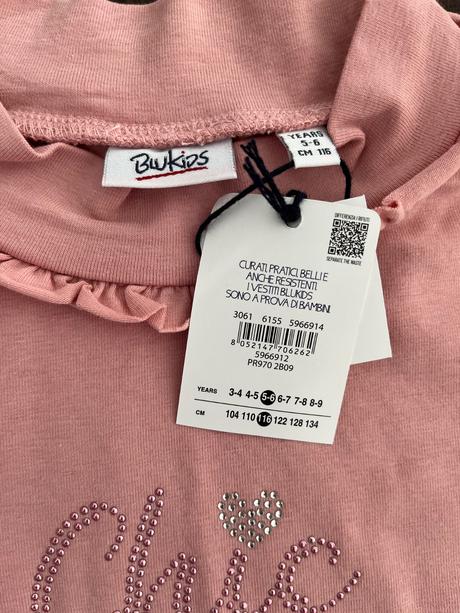 BLUKIDS
YEARS
5-6
CM 116
DIFFERENZIA I RIFIUTI
SEPARATE THE WASTE
CURATI, PRATICI, BELLI E
ANCHE RESISTENTI.
I VESTITI BLUKIDS
SONO A PROVA DI BAMBINI.
3061 6155 5966914
8 052147 706262
5966912
PR970 2B09
YEARS 3-4 4-5 5-6 6-7 7-8 8-9
CM 104 110 116 122 128 134
Chic